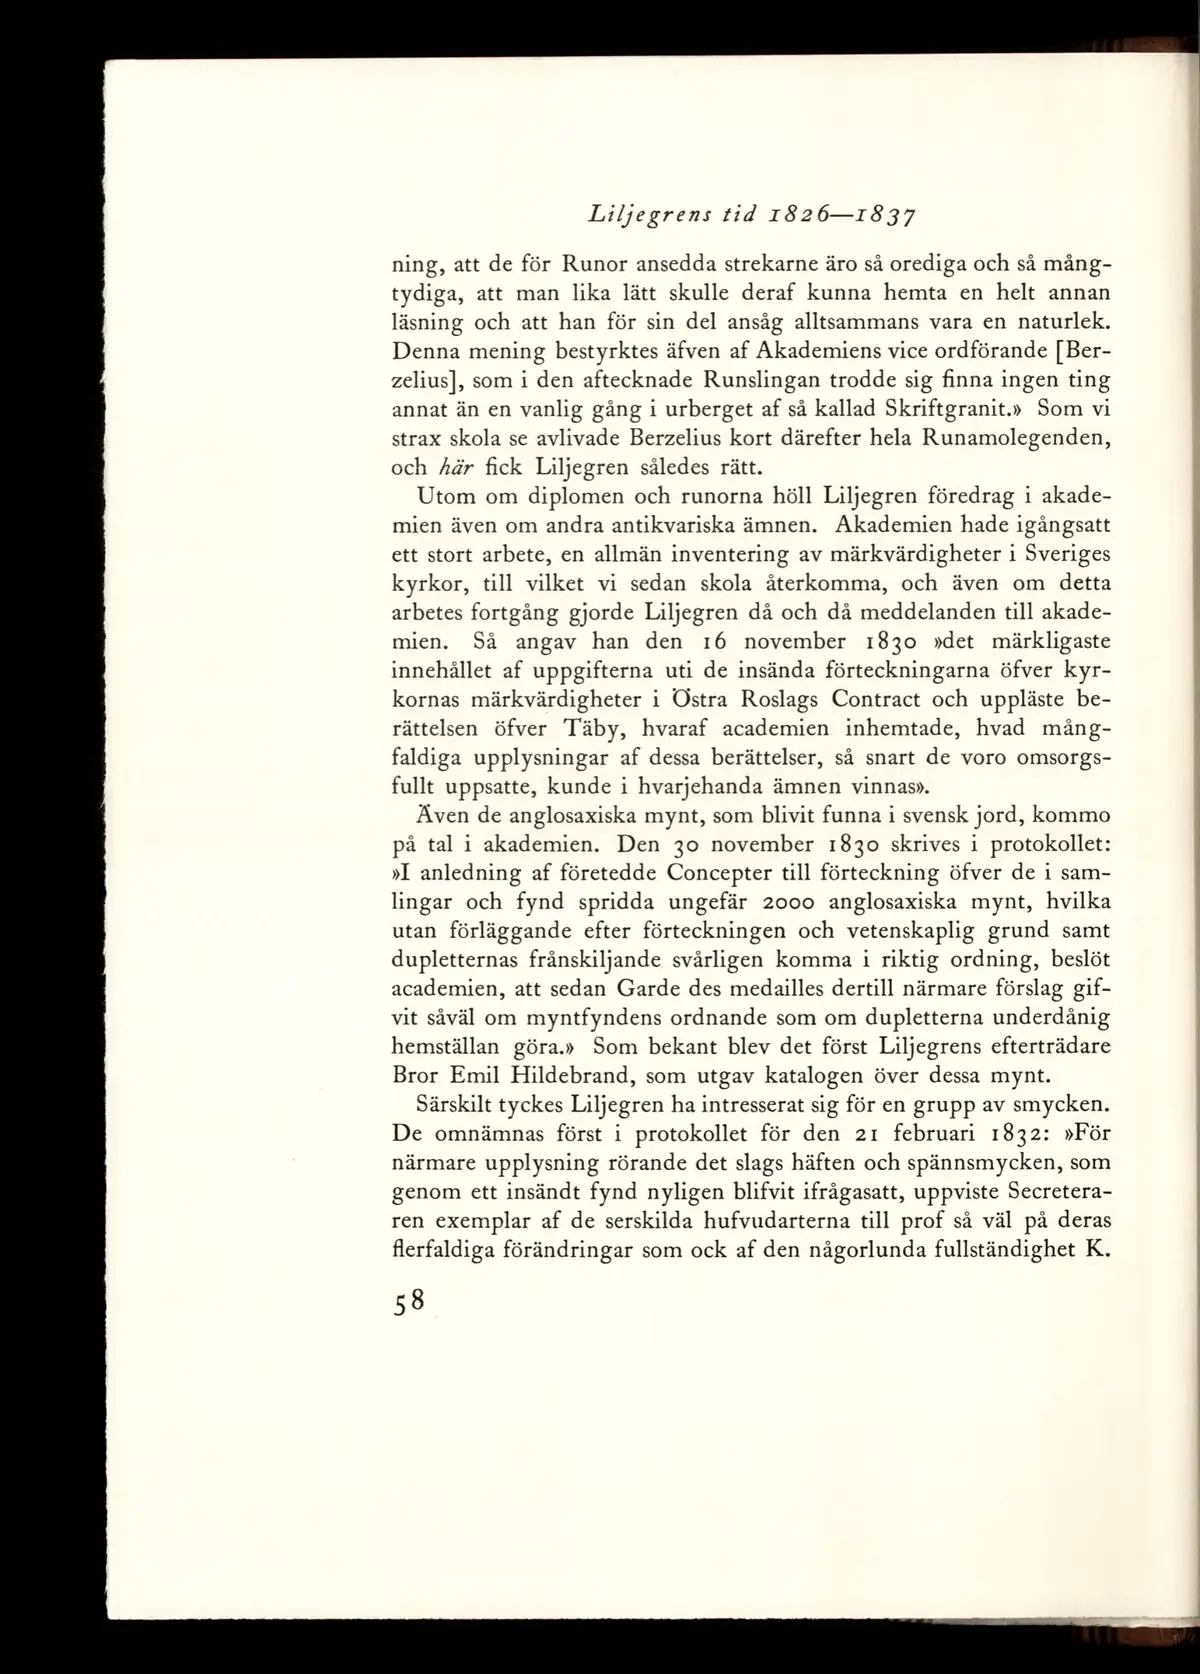 Liljegrens tid 1826—1837
ning, att de för Runor ansedda strekarne äro så orediga och så mång-
tydiga, att man lika lätt skulle deraf kunna hemta en helt annan
läsning och att han för sin del ansåg alltsammans vara en naturlek.
Denna mening bestyrktes äfven af Akademiens vice ordförande [Ber-
zelius], som i den aftecknade Runslingan trodde sig finna ingen ting
annat än en vanlig gång i urberget af så kallad Skriftgranit.» Som vi
strax skola se avlivade Berzelius kort därefter hela Runamolegenden,
och här fick Liljegren således rätt.
Utom om diplomen och runorna höll Liljegren föredrag i akade-
mien även om andra antikvariska ämnen. Akademien hade igångsatt
ett stort arbete, en allmän inventering av märkvärdigheter i Sveriges
kyrkor, till vilket vi sedan skola återkomma, och även om detta
arbetes fortgång gjorde Liljegren då och då meddelanden till akade-
mien. Så angav han den 16 november 1830 »det märkligaste
innehållet af uppgifterna uti de insända förteckningarna öfver kyr-
kornas märkvärdigheter i Östra Roslags Contract och uppläste be-
rättelsen öfver Täby, hvaraf academien inhemtade, hvad mång-
faldiga upplysningar af dessa berättelser, så snart de voro omsorgs-
fullt uppsatte, kunde i hvarjehanda ämnen vinnas».
Även de anglosaxiska mynt, som blivit funna i svensk jord, kommo
på tal i akademien. Den 30 november 1830 skrives i protokollet:
»I anledning af företedde Concepter till förteckning öfver de i sam-
lingar och fynd spridda ungefär 2000 anglosaxiska mynt, hvilka
utan förläggande efter förteckningen och vetenskaplig grund samt
dupletternas frånskiljande svårligen komma i riktig ordning, beslöt
academien, att sedan Garde des medailles dertill närmare förslag gif-
vit såväl om myntfyndens ordnande som om dupletterna underdånig
hemställan göra.» Som bekant blev det först Liljegrens efterträdare
Bror Emil Hildebrand, som utgav katalogen över dessa mynt.
Särskilt tyckes Liljegren ha intresserat sig för en grupp av smycken.
De omnämnas först i protokollet för den 21 februari 1832: »För
närmare upplysning rörande det slags häften och spännsmycken, som
genom ett insändt fynd nyligen blifvit ifrågasatt, uppviste Secretera-
ren exemplar af de serskilda hufvudarterna till prof så väl på deras
flerfaldiga förändringar som ock af den någorlunda fullständighet K.
58